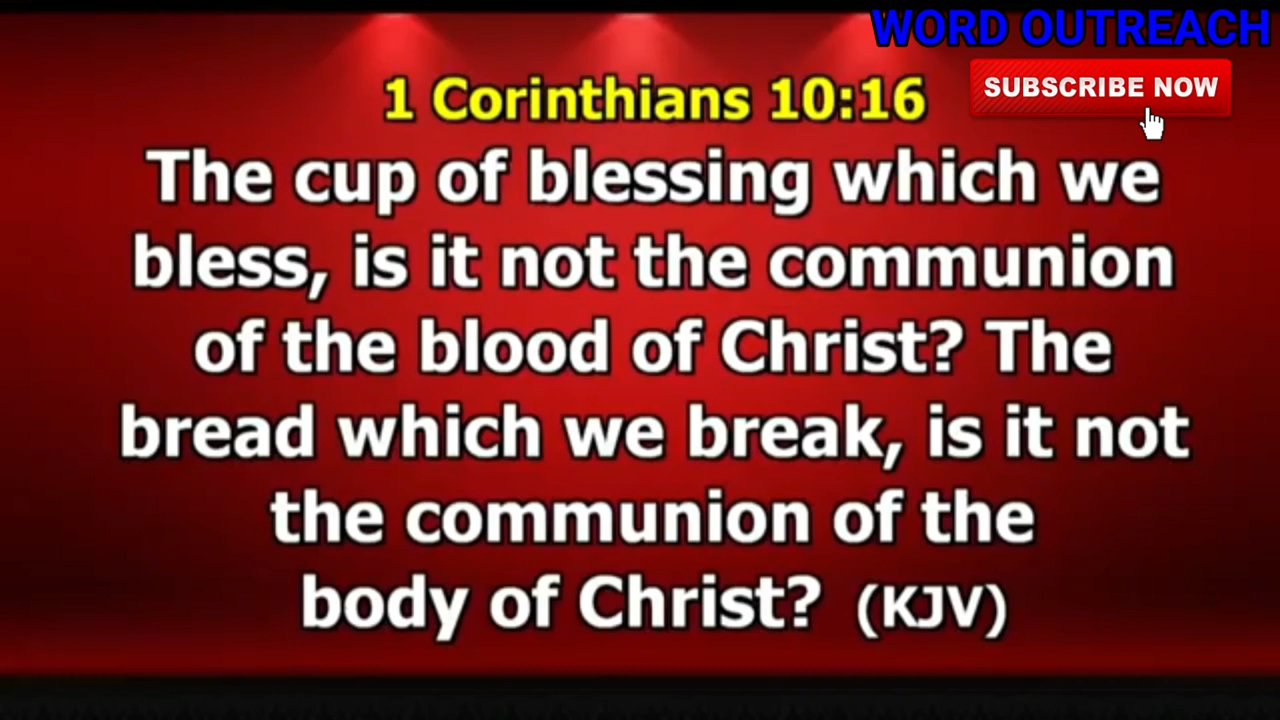 WORD OUTREACH
SUBSCRIBE NOW
1 Corinthians 10:16
The cup of blessing which we
bless, is it not the communion
of the blood of Christ? The
bread which we break, is it not
the communion of the
body of Christ? (KJV)